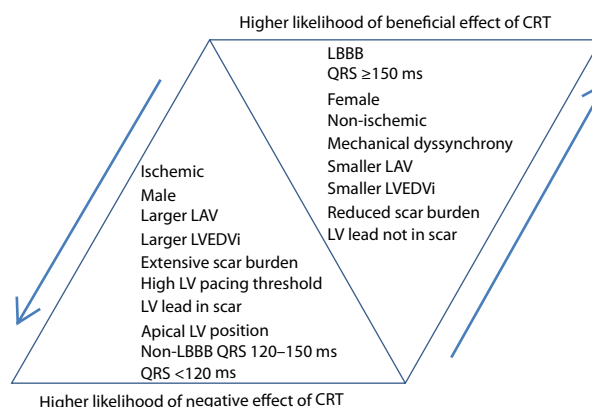 Higher likelihood of beneficial effect of CRT
LBBB
QRS ≥150 ms
Female
Non-ischemic
Mechanical dyssynchrony
Smaller LAV
Smaller LVEDVi
Reduced scar burden
LV lead not in scar
Ischemic
Male
Larger LAV
Larger LVEDVi
Extensive scar burden
High LV pacing threshold
LV lead in scar
Apical LV position
Non-LBBB QRS 120–150 ms
QRS <120 ms
Higher likelihood of negative effect of CRT